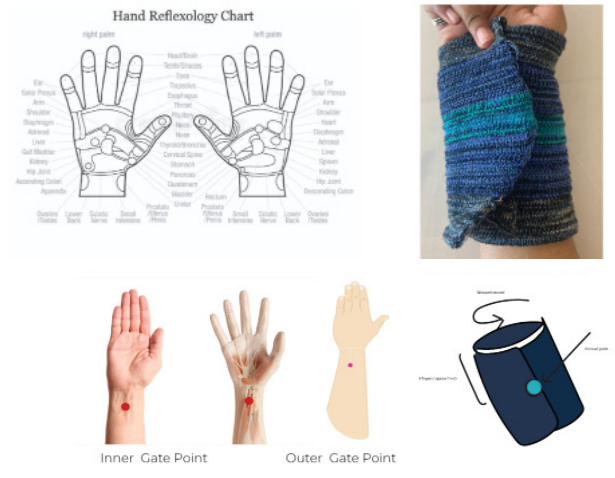 Hand Reflexology Chart
right palm
left palm
Head/Brain
Teeth/Sinuses
Trapezius
Esophagus
Throat
Neck
Nose
Thyroid/Bronchia
Cervical Spine
Stomach
Pancreas
Duodenum
Bladder
Ureter
Ear
Solar Plexus
Arm
Shoulder
Diaphragm
Adrenal
Liver
Gall Bladder
Kidney
Hip Joint
Ascending Colon
Appendix
Ear
Solar Plexus
Arm
Shoulder
Heart
Diaphragm
Adrenal
Liver
Spleen
Kidney
Hip Joint
Descending Colon
Rectum
Ovaries
/Testes
Lower
Back
Sciatic
Nerve
Small
Intestine
Prostate
/Uterus
/Penis
Prostate
/Uterus
/Penis
Small
Intestine
Sciatic
Nerve
Lower
Back
Ovaries
/Testes
Inner Gate Point
Outer Gate Point